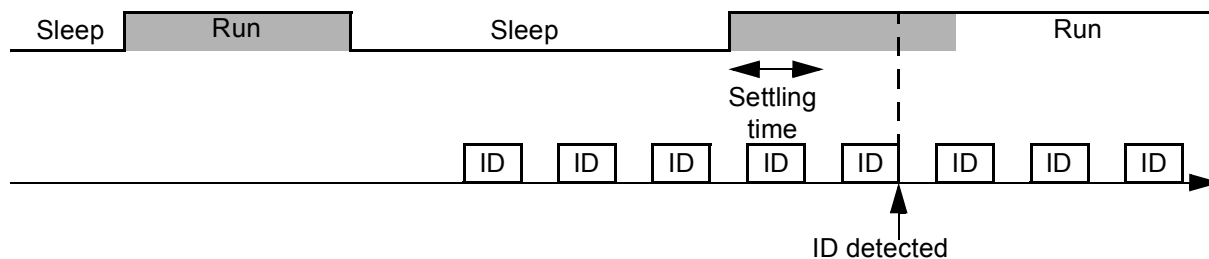 Sleep
Run
Sleep
Run
Settling
time
ID
ID
ID
ID
ID
ID
ID
ID
ID detected